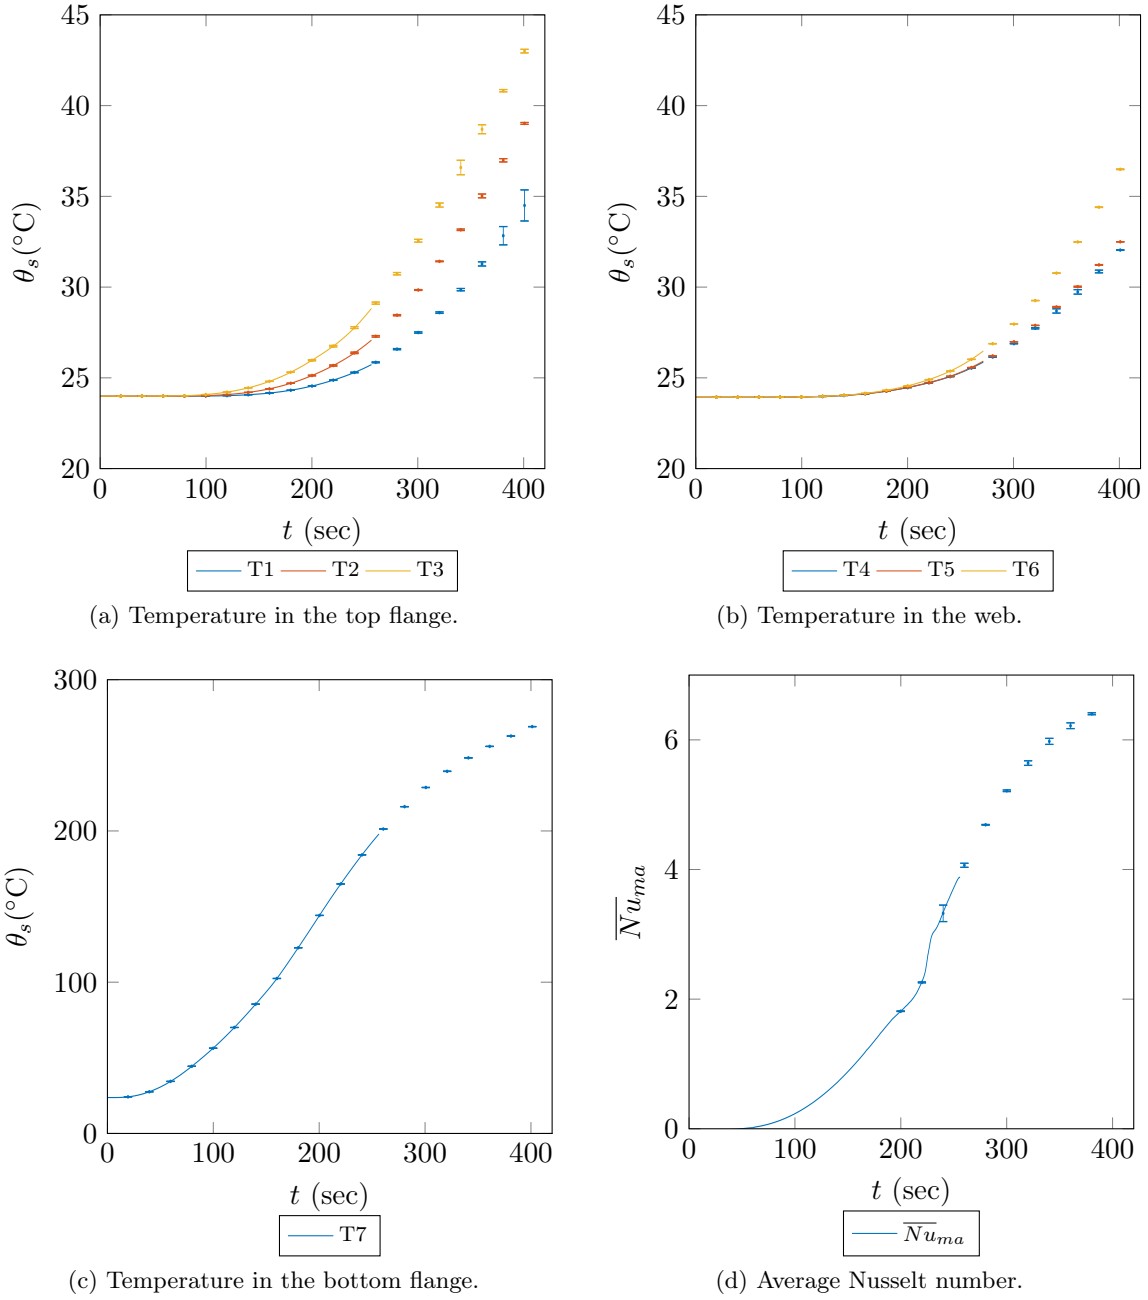 45
40
35
30
25
20
θs(°C)
0 100 200 300 400
t (sec)
T1 T2 T3
(a) Temperature in the top flange.
45
40
35
30
25
20
θs(°C)
0 100 200 300 400
t (sec)
T4 T5 T6
(b) Temperature in the web.
300
200
100
0
θs(°C)
0 100 200 300 400
t (sec)
T7
(c) Temperature in the bottom flange.
6
4
2
0
N̅u̅ma
0 100 200 300 400
t (sec)
N̅u̅ma
(d) Average Nusselt number.